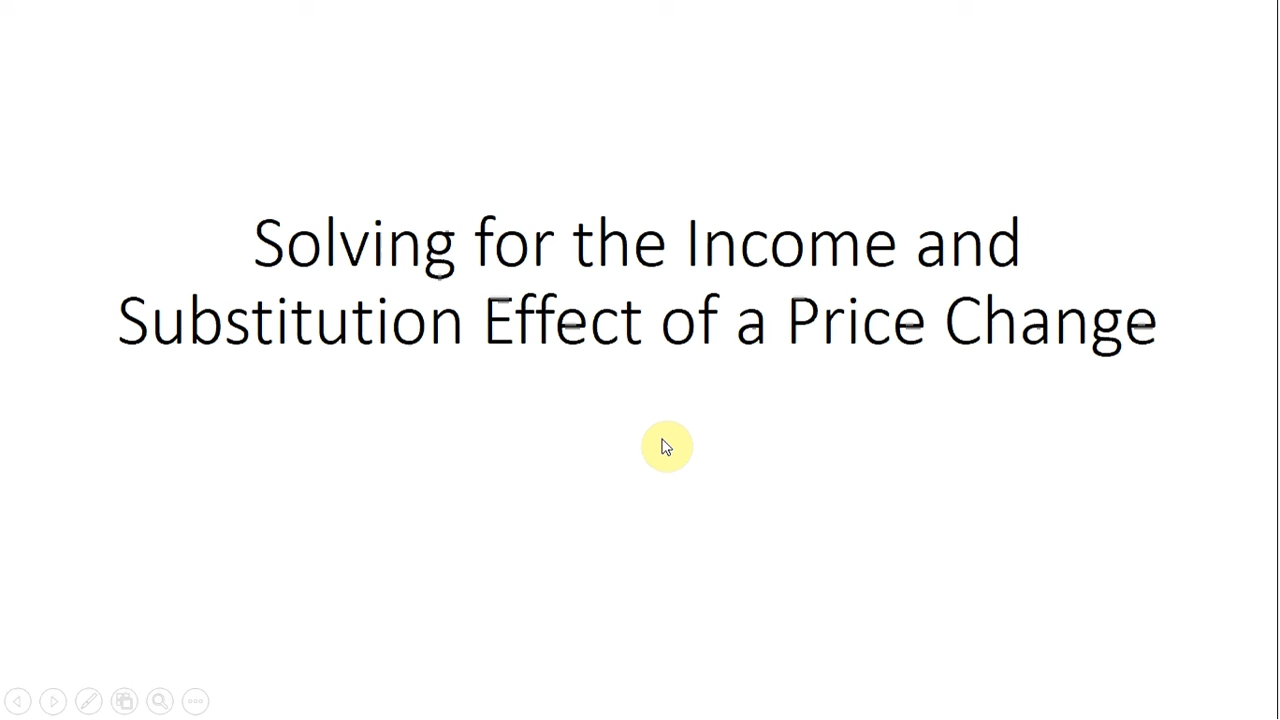 Solving for the Income and
Substitution Effect of a Price Change